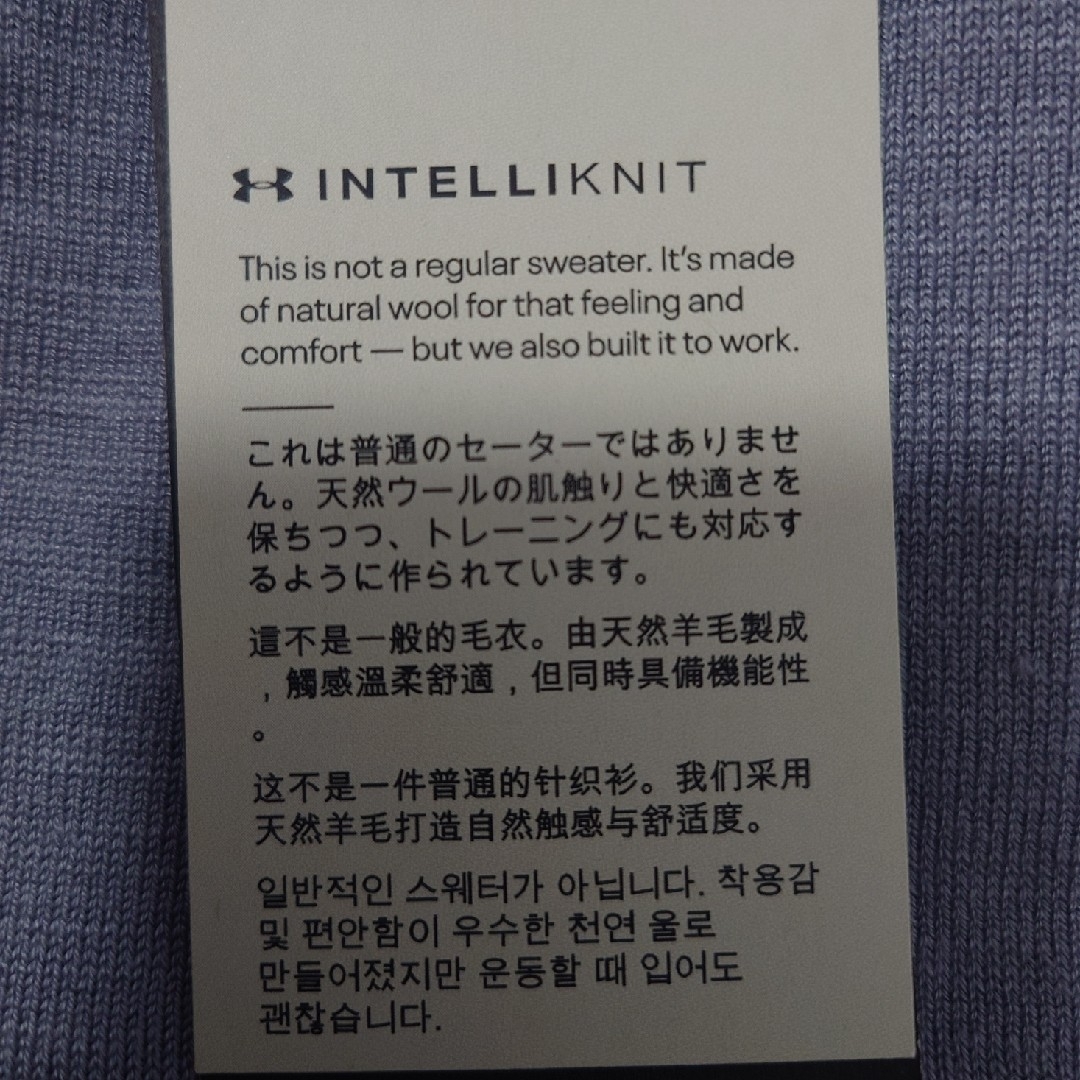 INTELLIKNIT
This is not a regular sweater. It's made
of natural wool for that feeling and
comfort — but we also built it to work.
これは普通のセーターではありませ
ん。天然ウールの肌触りと快適さを
保ちつつ、トレーニングにも対応す
るように作られています。
這不是一般的毛衣。由天然羊毛製成
，觸感溫柔舒適，但同時具備機能性
。
这不是一件普通的针织衫。我们采用
天然羊毛打造自然触感与舒适度。
일반적인 스웨터가 아닙니다. 착용감
및 편안함이 우수한 천연 울로
만들어졌지만 운동할 때 입어도
괜찮습니다.